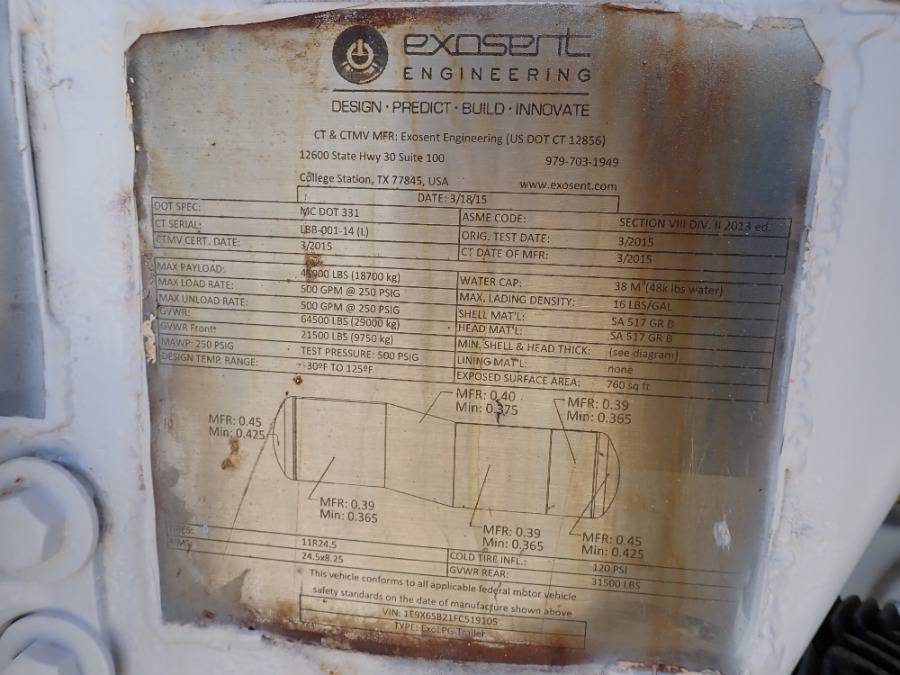 exosent
ENGINEERING
DESIGN · PREDICT · BUILD · INNOVATE
CT & CTMV MFR: Exosent Engineering (US DOT CT 12856)
12600 State Hwy 30 Suite 100 979-703-1949
College Station, TX 77845, USA www.exosent.com
DATE: 3/18/15
DOT SPEC: MC DOT 331 ASME CODE: SECTION VIII DIV. II 2013 ed.
CT SERIAL: LBB-001-14 (L) ORIG. TEST DATE: 3/2015
CTMV CERT. DATE: 3/2015 CT DATE OF MFR: 3/2015
MAX PAYLOAD: LBS (18700 kg) WATER CAP: 38 M³(48k lbs water)
MAX LOAD RATE: 500 GPM @ 250 PSIG MAX. LADING DENSITY: 16 LBS/GAL
MAX UNLOAD RATE: 500 GPM @ 250 PSIG SHELL MAT'L: SA 517 GR B
GVWR: 64500 LBS (29000 kg) HEAD MAT'L: SA 517 GR B
GVWR Front: 21500 LBS (9750 kg) MIN. SHELL & HEAD THICK: (see diagram)
MAWP: 250 PSIG TEST PRESSURE: 500 PSIG LINING MAT'L: none
DESIGN TEMP. RANGE: -30ºF TO 125ºF EXPOSED SURFACE AREA: 760 sq ft
MFR: 0.45
Min: 0.425
MFR: 0.40
Min: 0.375
MFR: 0.39
Min: 0.365
MFR: 0.39
Min: 0.365
MFR: 0.39
Min: 0.365
MFR: 0.45
Min: 0.425
TIRES: 11R24.5 COLD TIRE INFL.: 120 PSI
24.5x8.25 GVWR REAR: 31500 LBS
This vehicle conforms to all applicable federal motor vehicle
safety standards on the date of manufacture shown above
VIN: 1E9X65B21FC519105
TYPE: ExoLPG Trailer